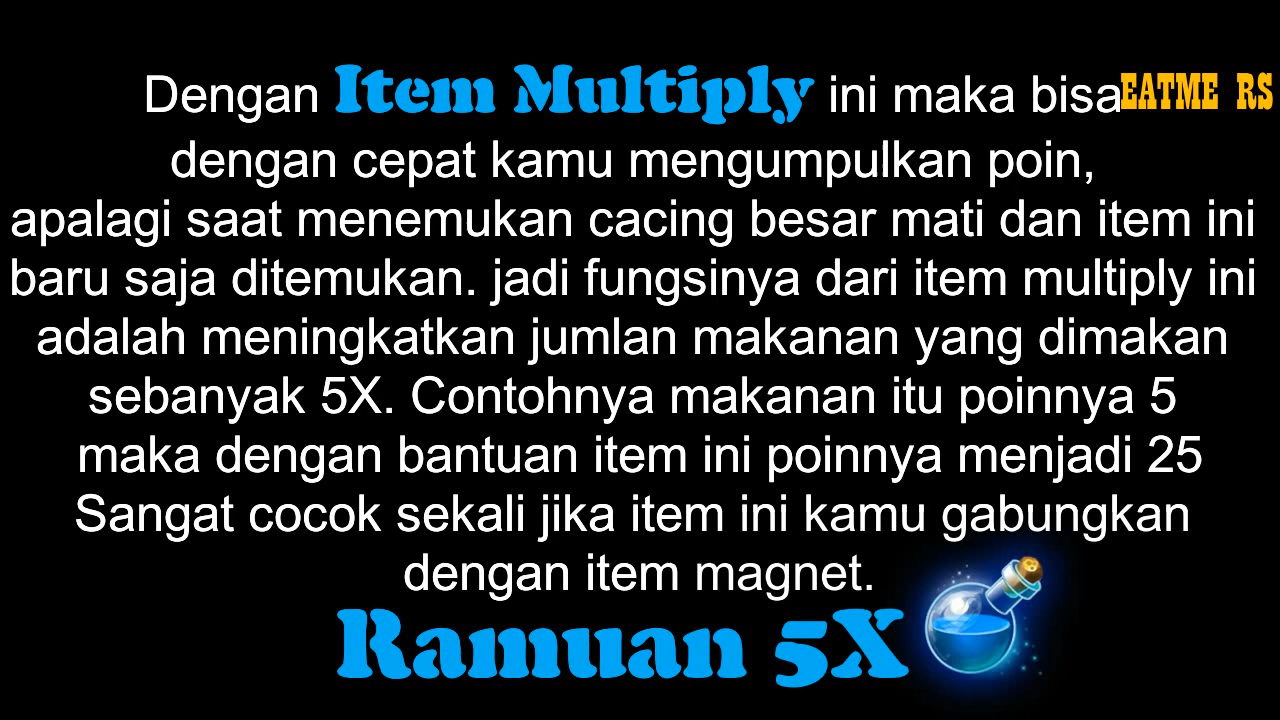 Dengan Item Multiply ini maka bisa
EATME RS
dengan cepat kamu mengumpulkan poin,
apalagi saat menemukan cacing besar mati dan item ini
baru saja ditemukan. jadi fungsinya dari item multiply ini
adalah meningkatkan jumlan makanan yang dimakan
sebanyak 5X. Contohnya makanan itu poinnya 5
maka dengan bantuan item ini poinnya menjadi 25
Sangat cocok sekali jika item ini kamu gabungkan
dengan item magnet.
Ramuan 5X